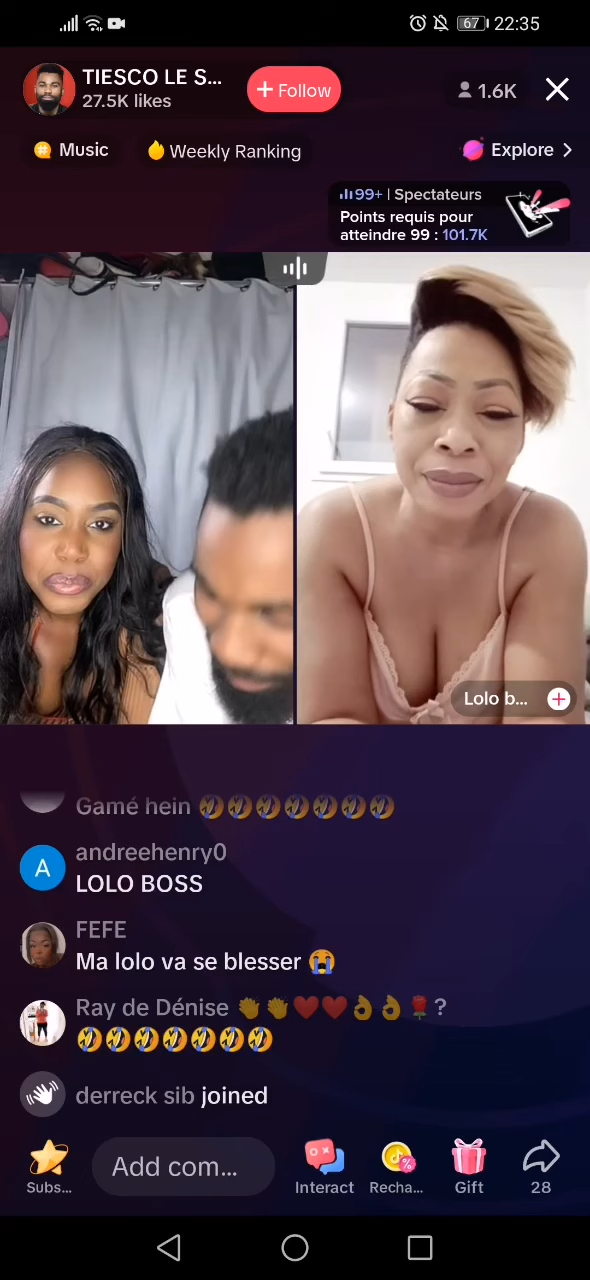 67 22:35
TIESCO LE S...
27.5K likes
+ Follow
1.6K
Music
Weekly Ranking
Explore
99+ | Spectateurs
Points requis pour
atteindre 99 : 101.7K
Lolo b...
Gamé hein 🤣🤣🤣🤣🤣🤣🤣
A
andreehenry0
LOLO BOSS
FEFE
Ma lolo va se blesser 😭
Ray de Dénise 👏👏❤️❤️👌👌🌹?
🤣🤣🤣🤣🤣🤣🤣
derreck sib joined
Add com...
Subs...
Interact
Recha...
Gift
28